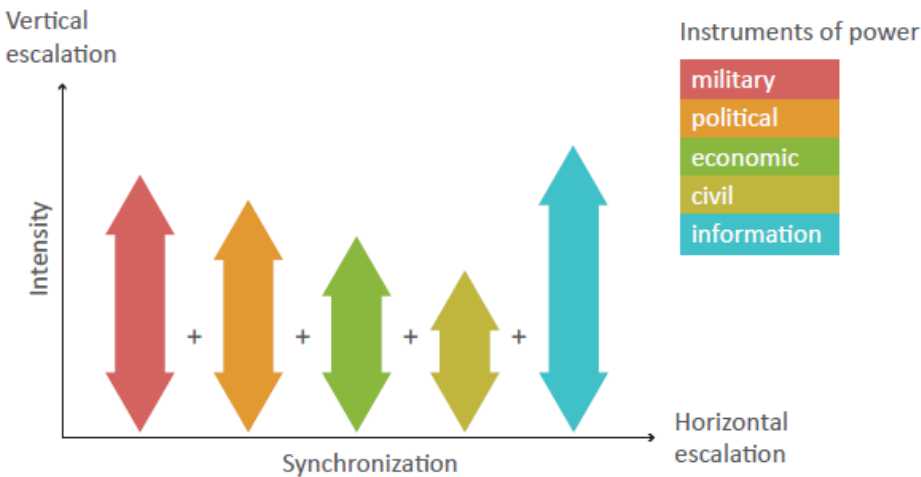 Vertical
escalation
Instruments of power
military
political
economic
civil
information
Intensity
+ + + +
Horizontal
escalation
Synchronization